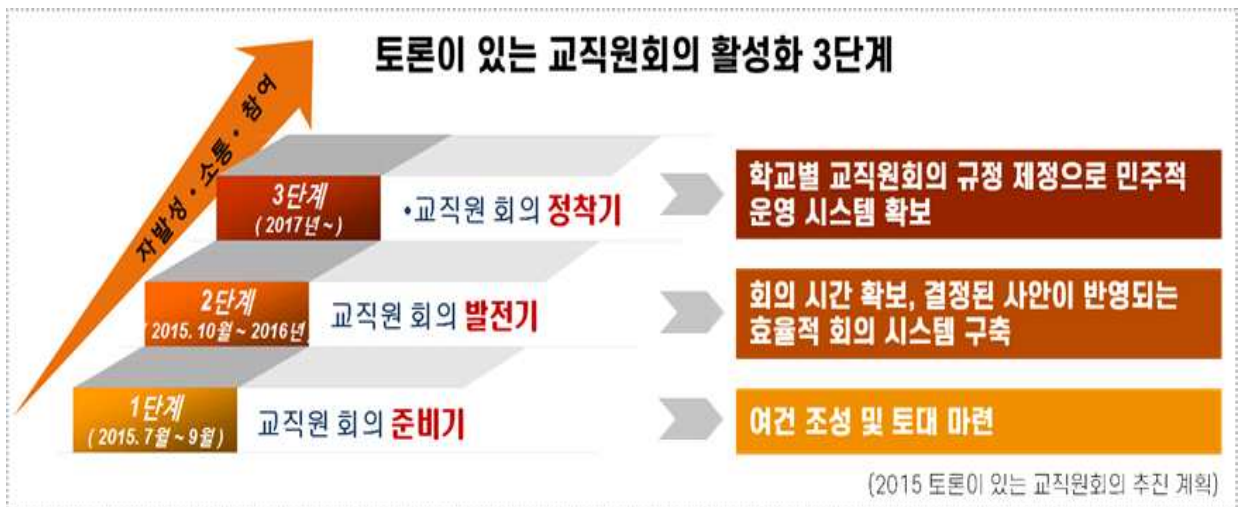 토론이 있는 교직원회의 활성화 3단계
자발성·소통·참여
3단계
( 2017년 ~ )
•교직원 회의 정착기
학교별 교직원회의 규정 제정으로 민주적
운영 시스템 확보
2단계
( 2015. 10월 ~ 2016년
교직원 회의 발전기
회의 시간 확보, 결정된 사안이 반영되는
효율적 회의 시스템 구축
1단계
( 2015. 7월 ~ 9월 )
교직원 회의 준비기
여건 조성 및 토대 마련
(2015 토론이 있는 교직원회의 추진 계획)